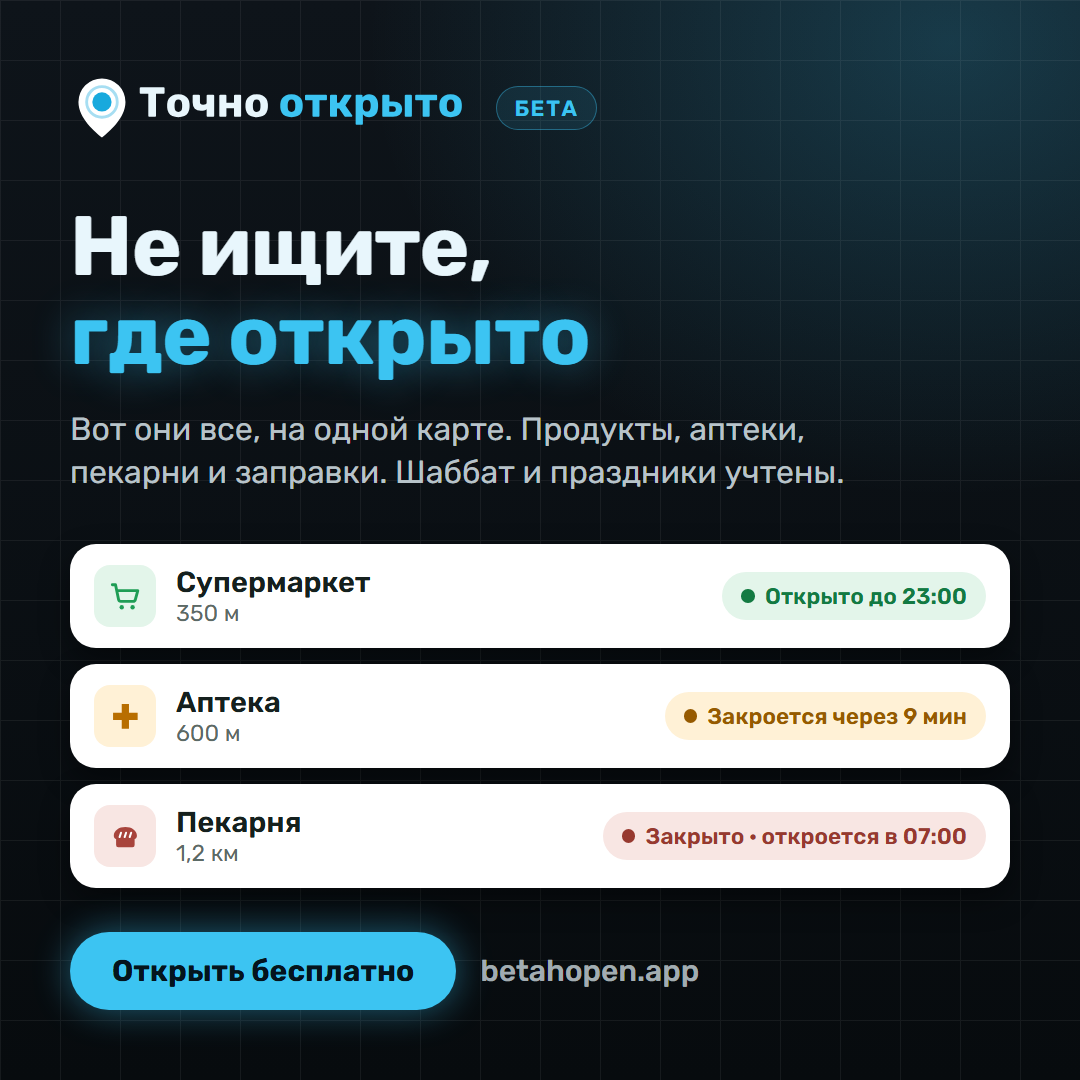 Точно открыто БЕТА
Не ищите,
где открыто
Вот они все, на одной карте. Продукты, аптеки,
пекарни и заправки. Шаббат и праздники учтены.
Супермаркет
350 м
Открыто до 23:00
Аптека
600 м
Закроется через 9 мин
Пекарня
1,2 км
Закрыто • откроется в 07:00
Открыть бесплатно
betahopen.app